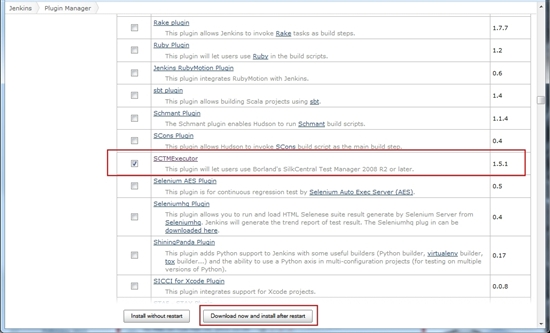 Jenkins Plugin Manager
Rake plugin
This plugin allows Jenkins to invoke Rake tasks as build steps.
1.7.7
Ruby Plugin
This plugin will let users use Ruby in the build scripts.
1.2
Jenkins RubyMotion Plugin
This plugin integrates RubyMotion with Jenkins.
0.6
sbt plugin
This plugin allows building Scala projects using sbt.
1.4
Schmant Plugin
The Schmant plugin enables Hudson to run Schmant build scripts.
1.1.4
SCons Plugin
This plugin allows Hudson to invoke SCons build script as the main build step.
0.4
SCTMExecutor
This plugin will let users use Borland's SilkCentral Test Manager 2008 R2 or later.
1.5.1
Selenium AES Plugin
This plugin is for continuous regression test by Selenium Auto Exec Server (AES).
0.5
Seleniumhq Plugin
This plugin allows you to run and load HTML Selenese suite result generate by Selenium Server from
Seleniumhq. Jenkins will generate the trend report of test result. The Seleniumhq plug in can be
downloaded here.
0.4
ShiningPanda Plugin
This plugin adds Python support to Jenkins with some useful builders (Python builder, virtualenv builder,
tox builder...) and the ability to use a Python axis in multi-configuration projects (for testing on
multiple versions of Python).
0.17
SICCI for Xcode Plugin
This plugin integrates support for Xcode projects.
0.0.8
Install without restart
Download now and install after restart